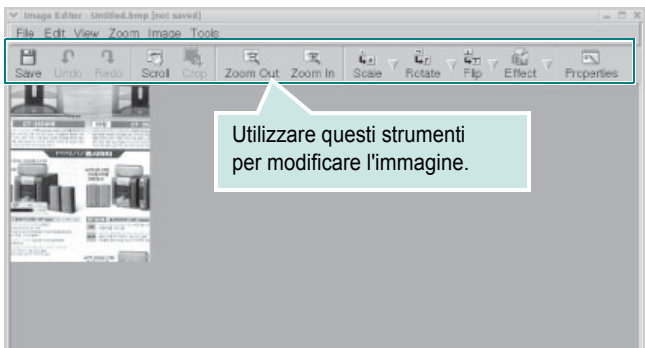 Image Editor - Untitled.bmp [not saved]
File Edit View Zoom Image Tools
Save Undo Redo Scroll Crop Zoom Out Zoom In Scale Rotate Flip Effect Properties
Utilizzare questi strumenti
per modificare l'immagine.